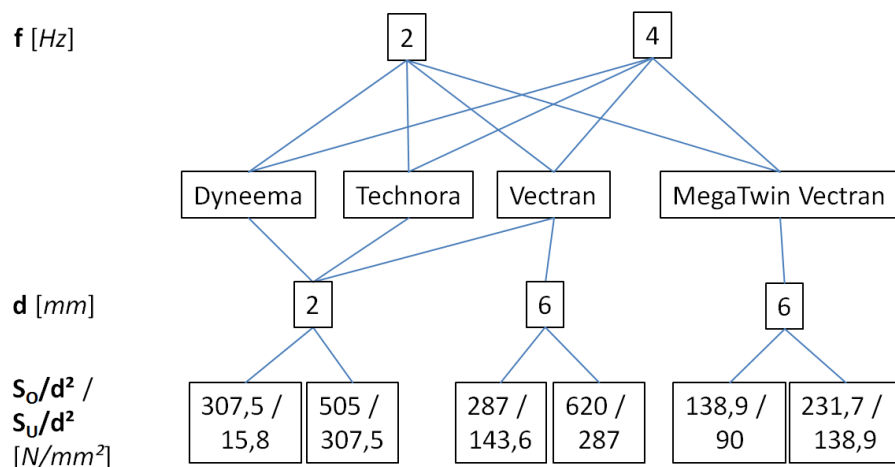 f [Hz]
2
4
Dyneema
Technora
Vectran
MegaTwin Vectran
d [mm]
2
6
6
S₀/d² /
Sᵤ/d²
[N/mm²]
307,5 /
15,8
505 /
307,5
287 /
143,6
620 /
287
138,9 /
90
231,7 /
138,9